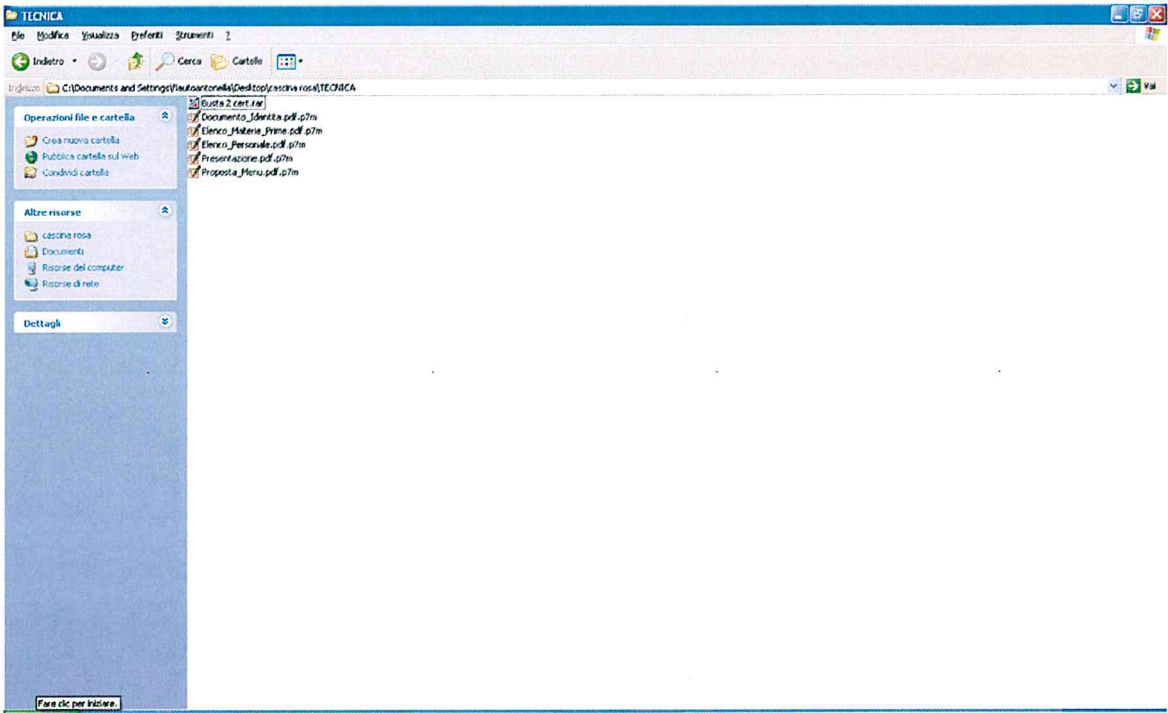 TECNICA
File Modifica Visualizza Preferiti Strumenti ?
Indietro Cerca Cartelle
Indirizzo C:\Documents and Settings\flautoantonella\Desktop\cascina rosa\TECNICA Vai
Operazioni file e cartella
Crea nuova cartella
Pubblica cartella sul Web
Condividi cartella
Altre risorse
cascina rosa
Documenti
Risorse del computer
Risorse di rete
Dettagli
Busta 2 cert.rar
Documento_Identita.pdf.p7m
Elenco_Materie_Prime.pdf.p7m
Elenco_Personale.pdf.p7m
Presentazione.pdf.p7m
Proposta_Menu.pdf.p7m
Fare clic per iniziare.